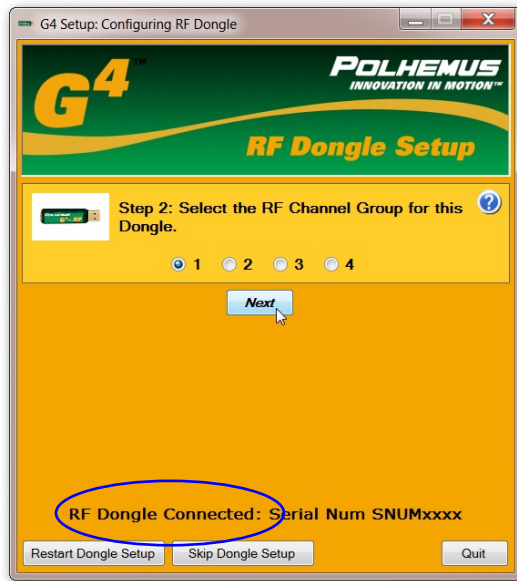 G4 Setup: Configuring RF Dongle
G4™
POLHEMUS
INNOVATION IN MOTION™
RF Dongle Setup
Step 2: Select the RF Channel Group for this
Dongle.
1 2 3 4
Next
RF Dongle Connected: Serial Num SNUMxxxx
Restart Dongle Setup Skip Dongle Setup Quit